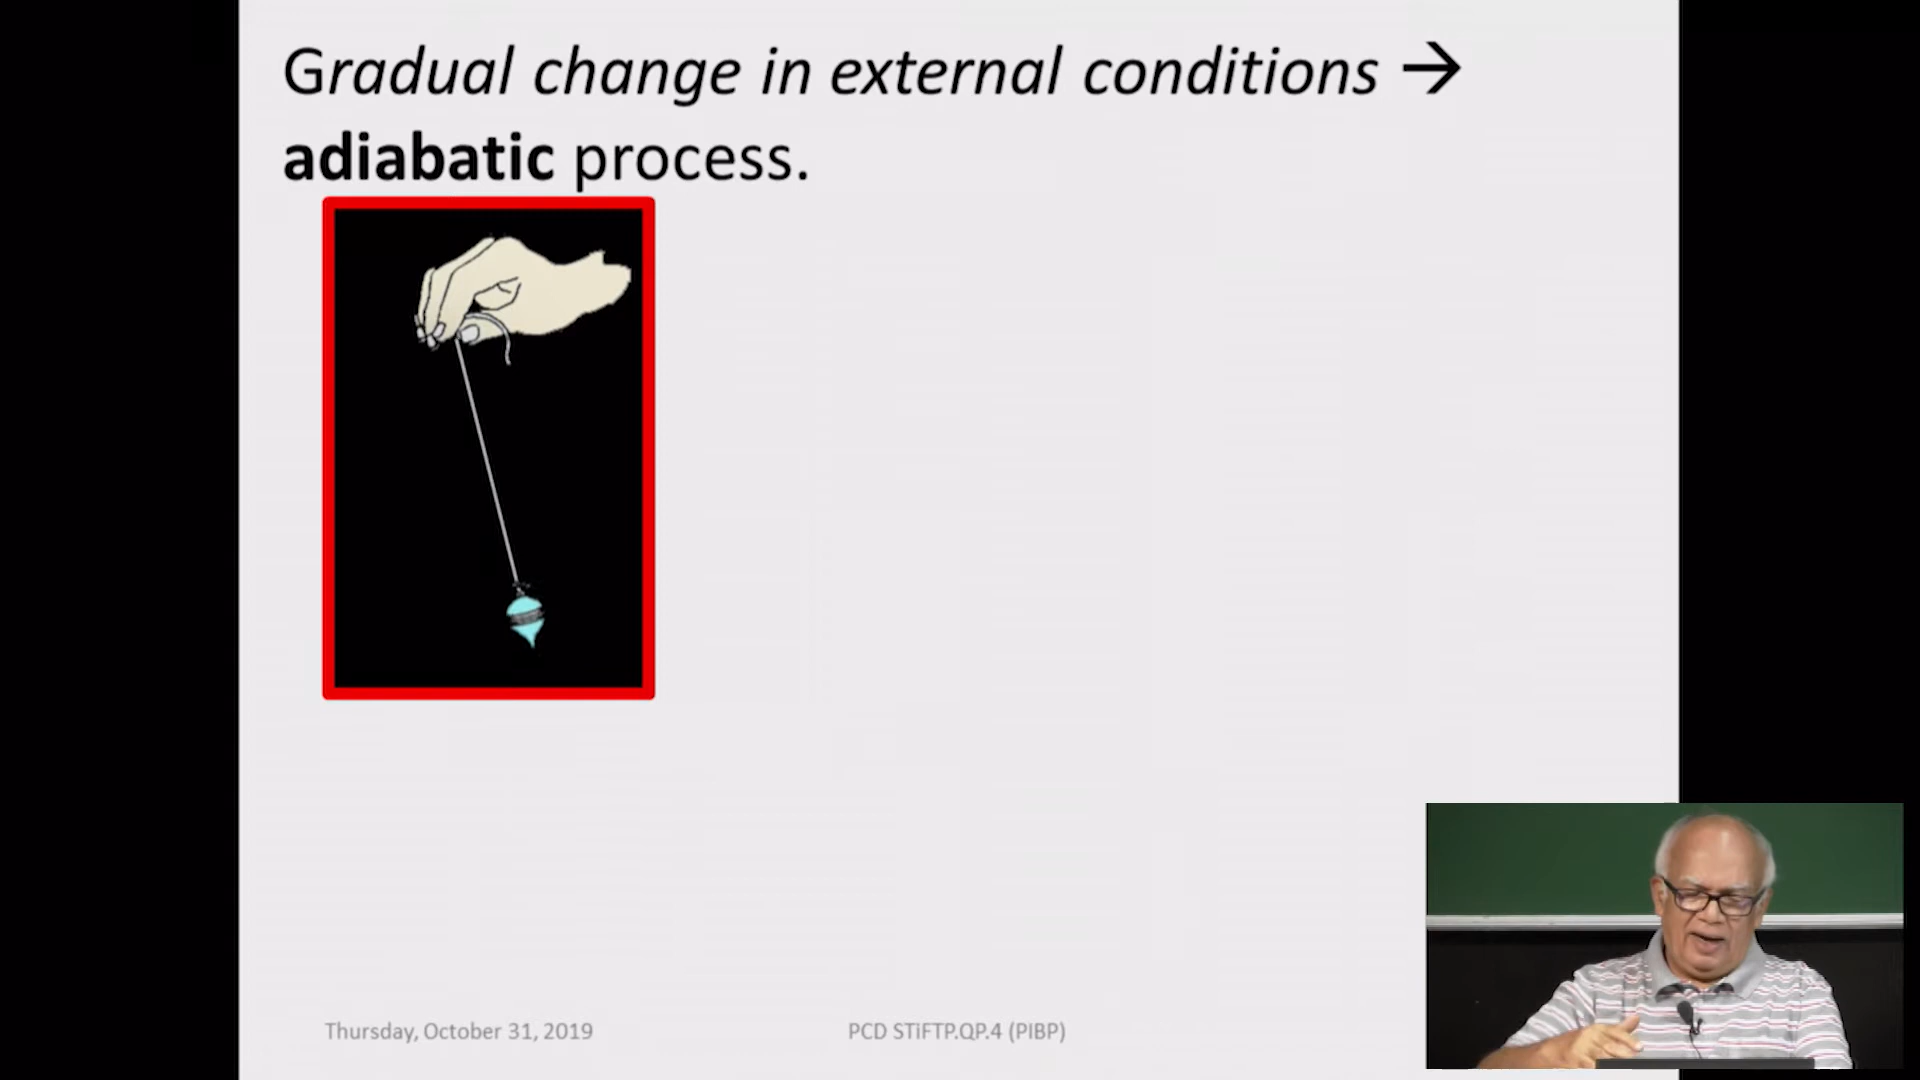 Gradual change in external conditions →
adiabatic process.
Thursday, October 31, 2019
PCD STiFTP.QP.4 (PIBP)